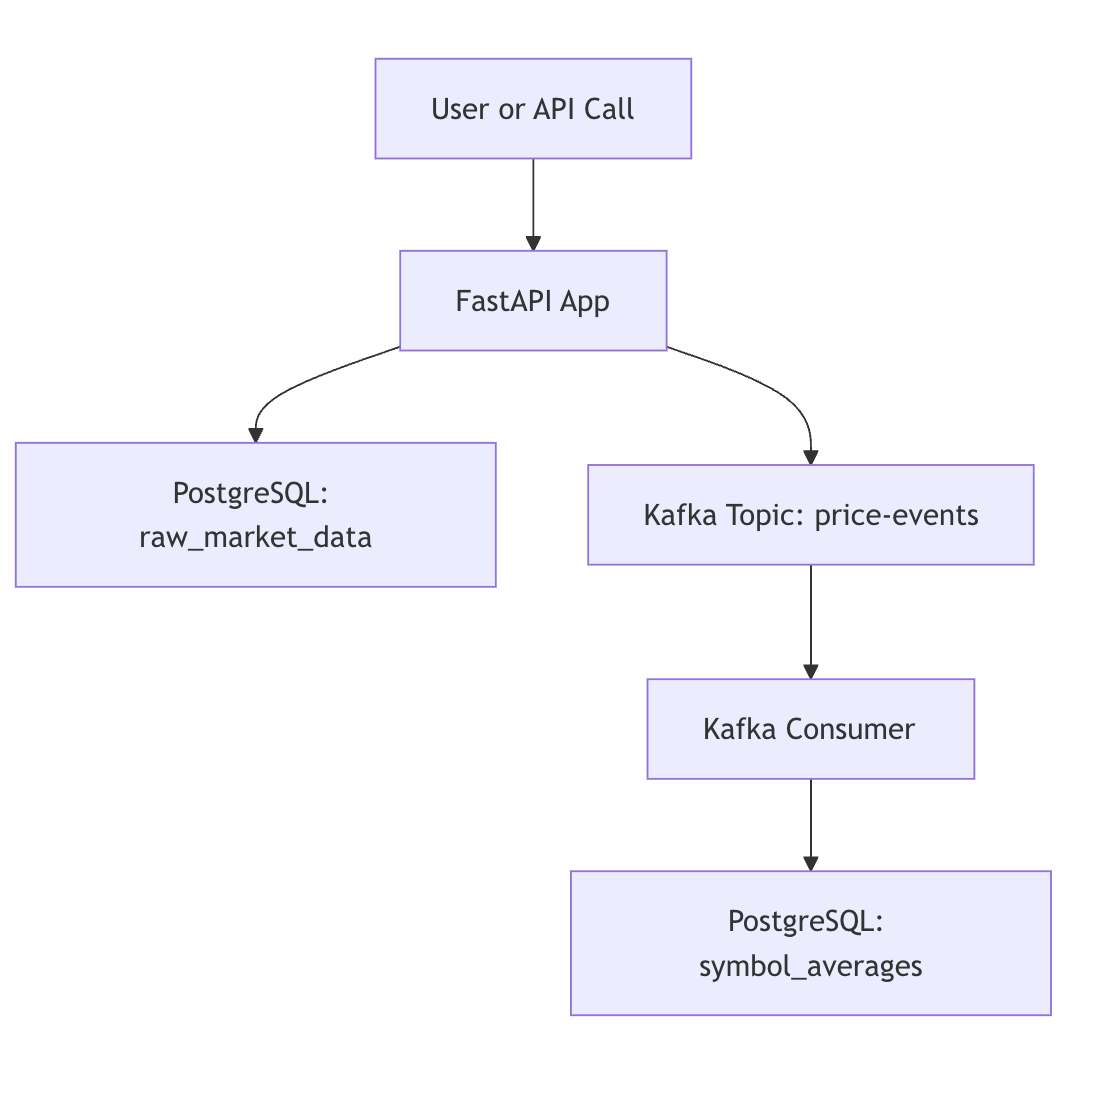 User or API Call
FastAPI App
PostgreSQL:
raw_market_data
Kafka Topic: price-events
Kafka Consumer
PostgreSQL:
symbol_averages